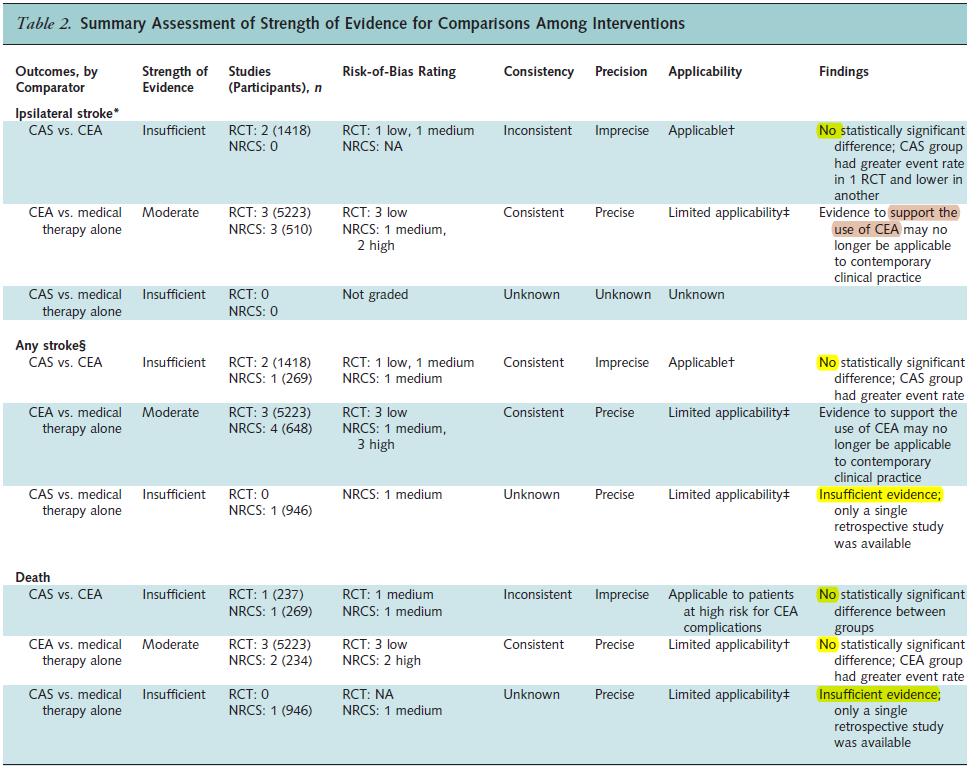 Table 2. Summary Assessment of Strength of Evidence for Comparisons Among Interventions
Outcomes, by Comparator Strength of Evidence Studies (Participants), n Risk-of-Bias Rating Consistency Precision Applicability Findings
Ipsilateral stroke*
CAS vs. CEA Insufficient RCT: 2 (1418) RCT: 1 low, 1 medium Inconsistent Imprecise Applicable† No statistically significant
NRCS: 0 NRCS: NA difference; CAS group
had greater event rate
in 1 RCT and lower in
another
CEA vs. medical Moderate RCT: 3 (5223) RCT: 3 low Consistent Precise Limited applicability‡ Evidence to support the
therapy alone NRCS: 3 (510) NRCS: 1 medium, use of CEA may no
2 high longer be applicable
to contemporary
clinical practice
CAS vs. medical Insufficient RCT: 0 Not graded Unknown Unknown Unknown
therapy alone NRCS: 0
Any stroke§
CAS vs. CEA Insufficient RCT: 2 (1418) RCT: 1 low, 1 medium Consistent Imprecise Applicable† No statistically significant
NRCS: 1 (269) NRCS: 1 medium difference; CAS group
had greater event rate
CEA vs. medical Moderate RCT: 3 (5223) RCT: 3 low Consistent Precise Limited applicability‡ Evidence to support the
therapy alone NRCS: 4 (648) NRCS: 1 medium, use of CEA may no
3 high longer be applicable
to contemporary
clinical practice
CAS vs. medical Insufficient RCT: 0 NRCS: 1 medium Unknown Precise Limited applicability‡ Insufficient evidence;
therapy alone NRCS: 1 (946) only a single
retrospective study
was available
Death
CAS vs. CEA Insufficient RCT: 1 (237) RCT: 1 medium Inconsistent Imprecise Applicable to patients No statistically significant
NRCS: 1 (269) NRCS: 1 medium at high risk for CEA difference between
complications groups
CEA vs. medical Moderate RCT: 3 (5223) RCT: 3 low Consistent Precise Limited applicability† No statistically significant
therapy alone NRCS: 2 (234) NRCS: 2 high difference; CEA group
had greater event rate
CAS vs. medical Insufficient RCT: 0 RCT: NA Unknown Precise Limited applicability‡ Insufficient evidence;
therapy alone NRCS: 1 (946) NRCS: 1 medium only a single
retrospective study
was available